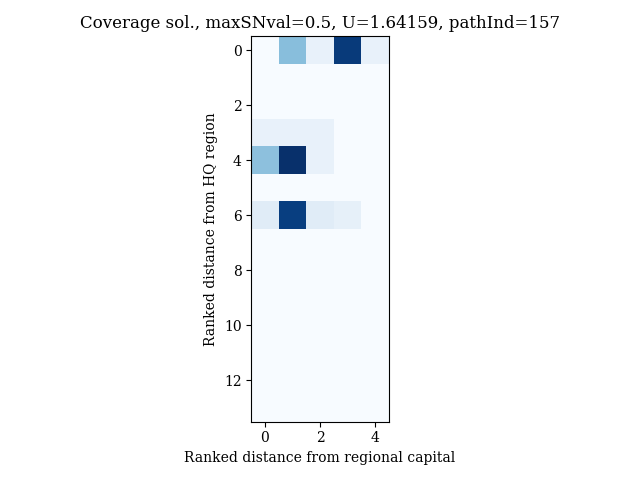 Coverage sol., maxSNval=0.5, U=1.64159, pathInd=157
Ranked distance from HQ region
0
2
4
6
8
10
12
0 2 4
Ranked distance from regional capital